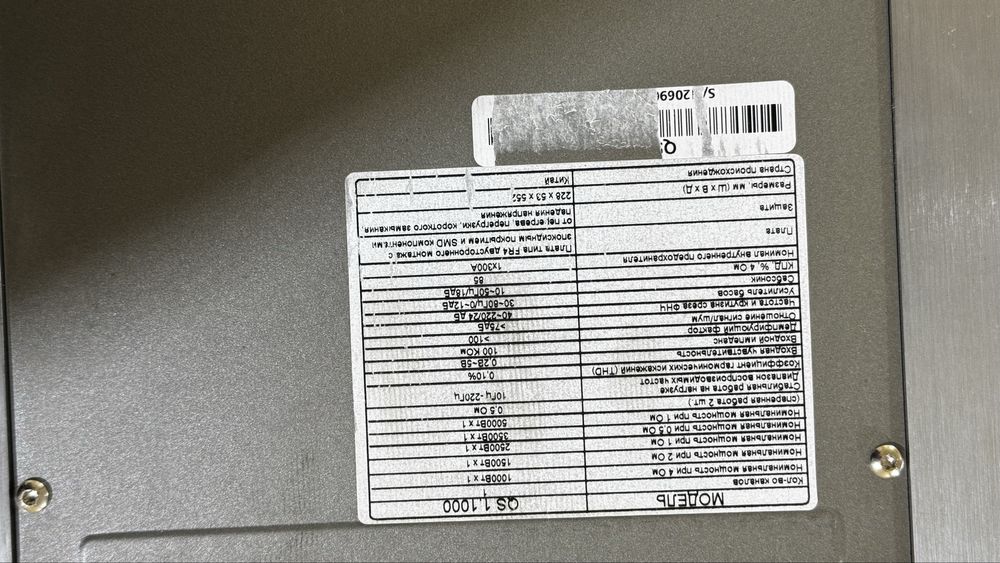 МОДЕЛЬ QS 1.1000
Кол-во каналов 1
Номинальная мощность при 4 Ом 1000Вт x 1
Номинальная мощность при 2 Ом 1500Вт x 1
Номинальная мощность при 1 Ом 2500Вт x 1
Номинальная мощность при 0.5 Ом 3500Вт x 1
Номинальная мощность при 1 Ом 5000Вт x 1
(спаренная работа 2 шт.)
Стабильная работа на нагрузке 0.5 Ом
Диапазон воспроизводимых частот 10Гц-220Гц
Коэффициент гармонических искажений (THD) 0,10%
Входная чувствительность 0,2В~5В
Входной импеданс 100 КОм
Демпфирующий фактор >100
Отношение сигнал/шум >75дБ
Частота и крутизна среза ФНЧ 40~220/24 дБ
Усилитель басов 30~80Гц/0~12дБ
Сабсоник 10~50Гц/18дБ
КПД, %, 4 Ом 85
Номинал внутреннего предохранителя 1x300A
Плата Плата типа FR4 двустороннего монтажа с
эпоксидным покрытием и SMD компонентами
Защита от перегрева, перегрузки, короткого замыкания
падения напряжения
Размеры, мм (Ш х В х Д) 228 x 53 x 552
Страна происхождения Китай